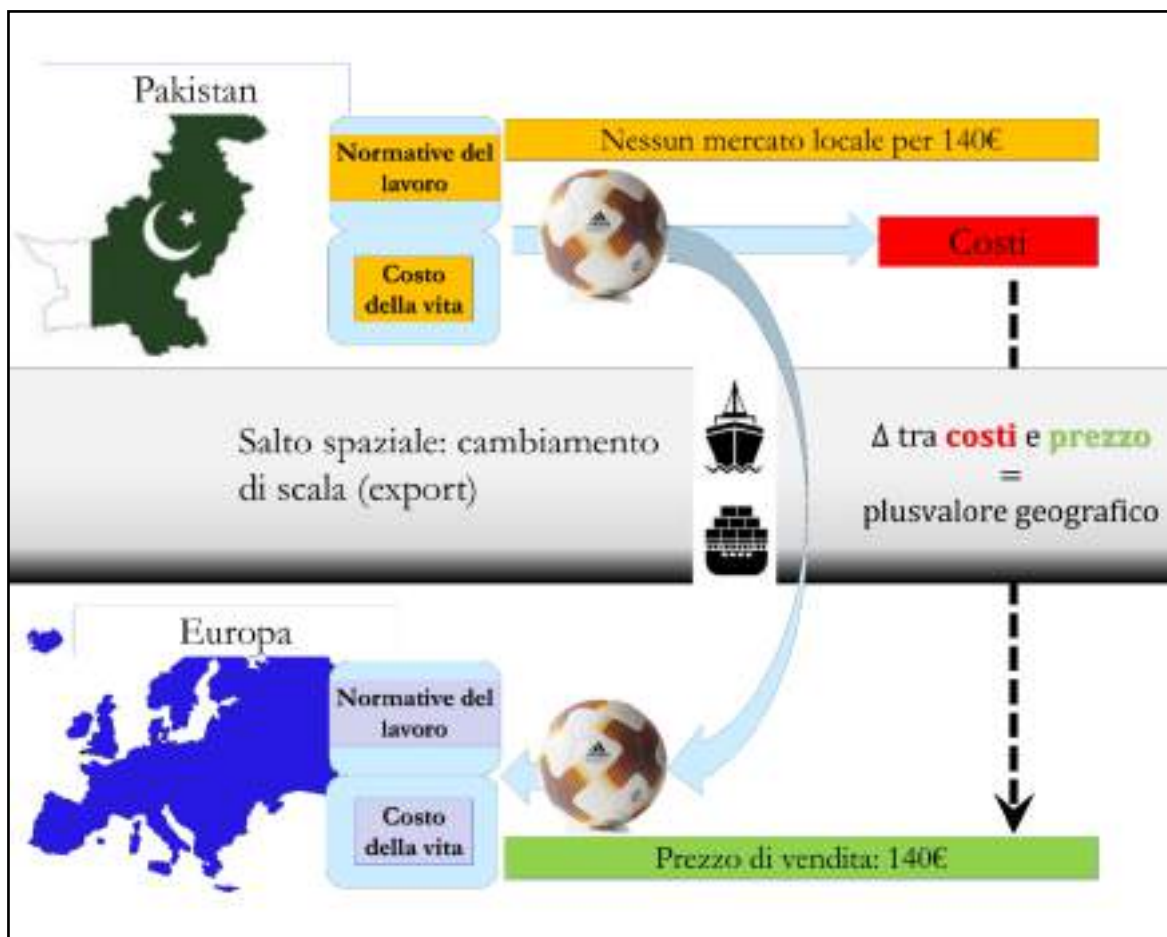 Pakistan
Normative del
lavoro
Nessun mercato locale per 140€
Costo
della vita
Costi
Salto spaziale: cambiamento
di scala (export)
Δ tra costi e prezzo
=
plusvalore geografico
Europa
Normative del
lavoro
Costo
della vita
Prezzo di vendita: 140€